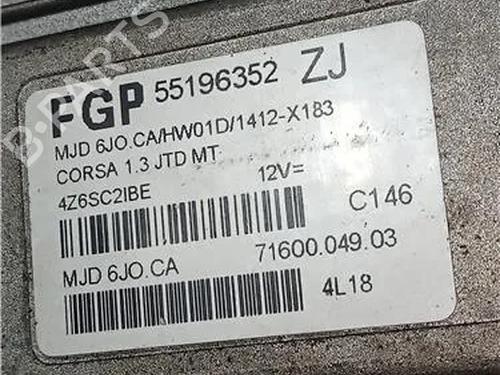 FGP 55196352 ZJ
MJD 6JO.CA/HW01D/1412-X183
CORSA 1.3 JTD MT
4Z6SC2IBE 12V=
C146
MJD 6JO.CA 71600.049.03
4L18
B-PARTS